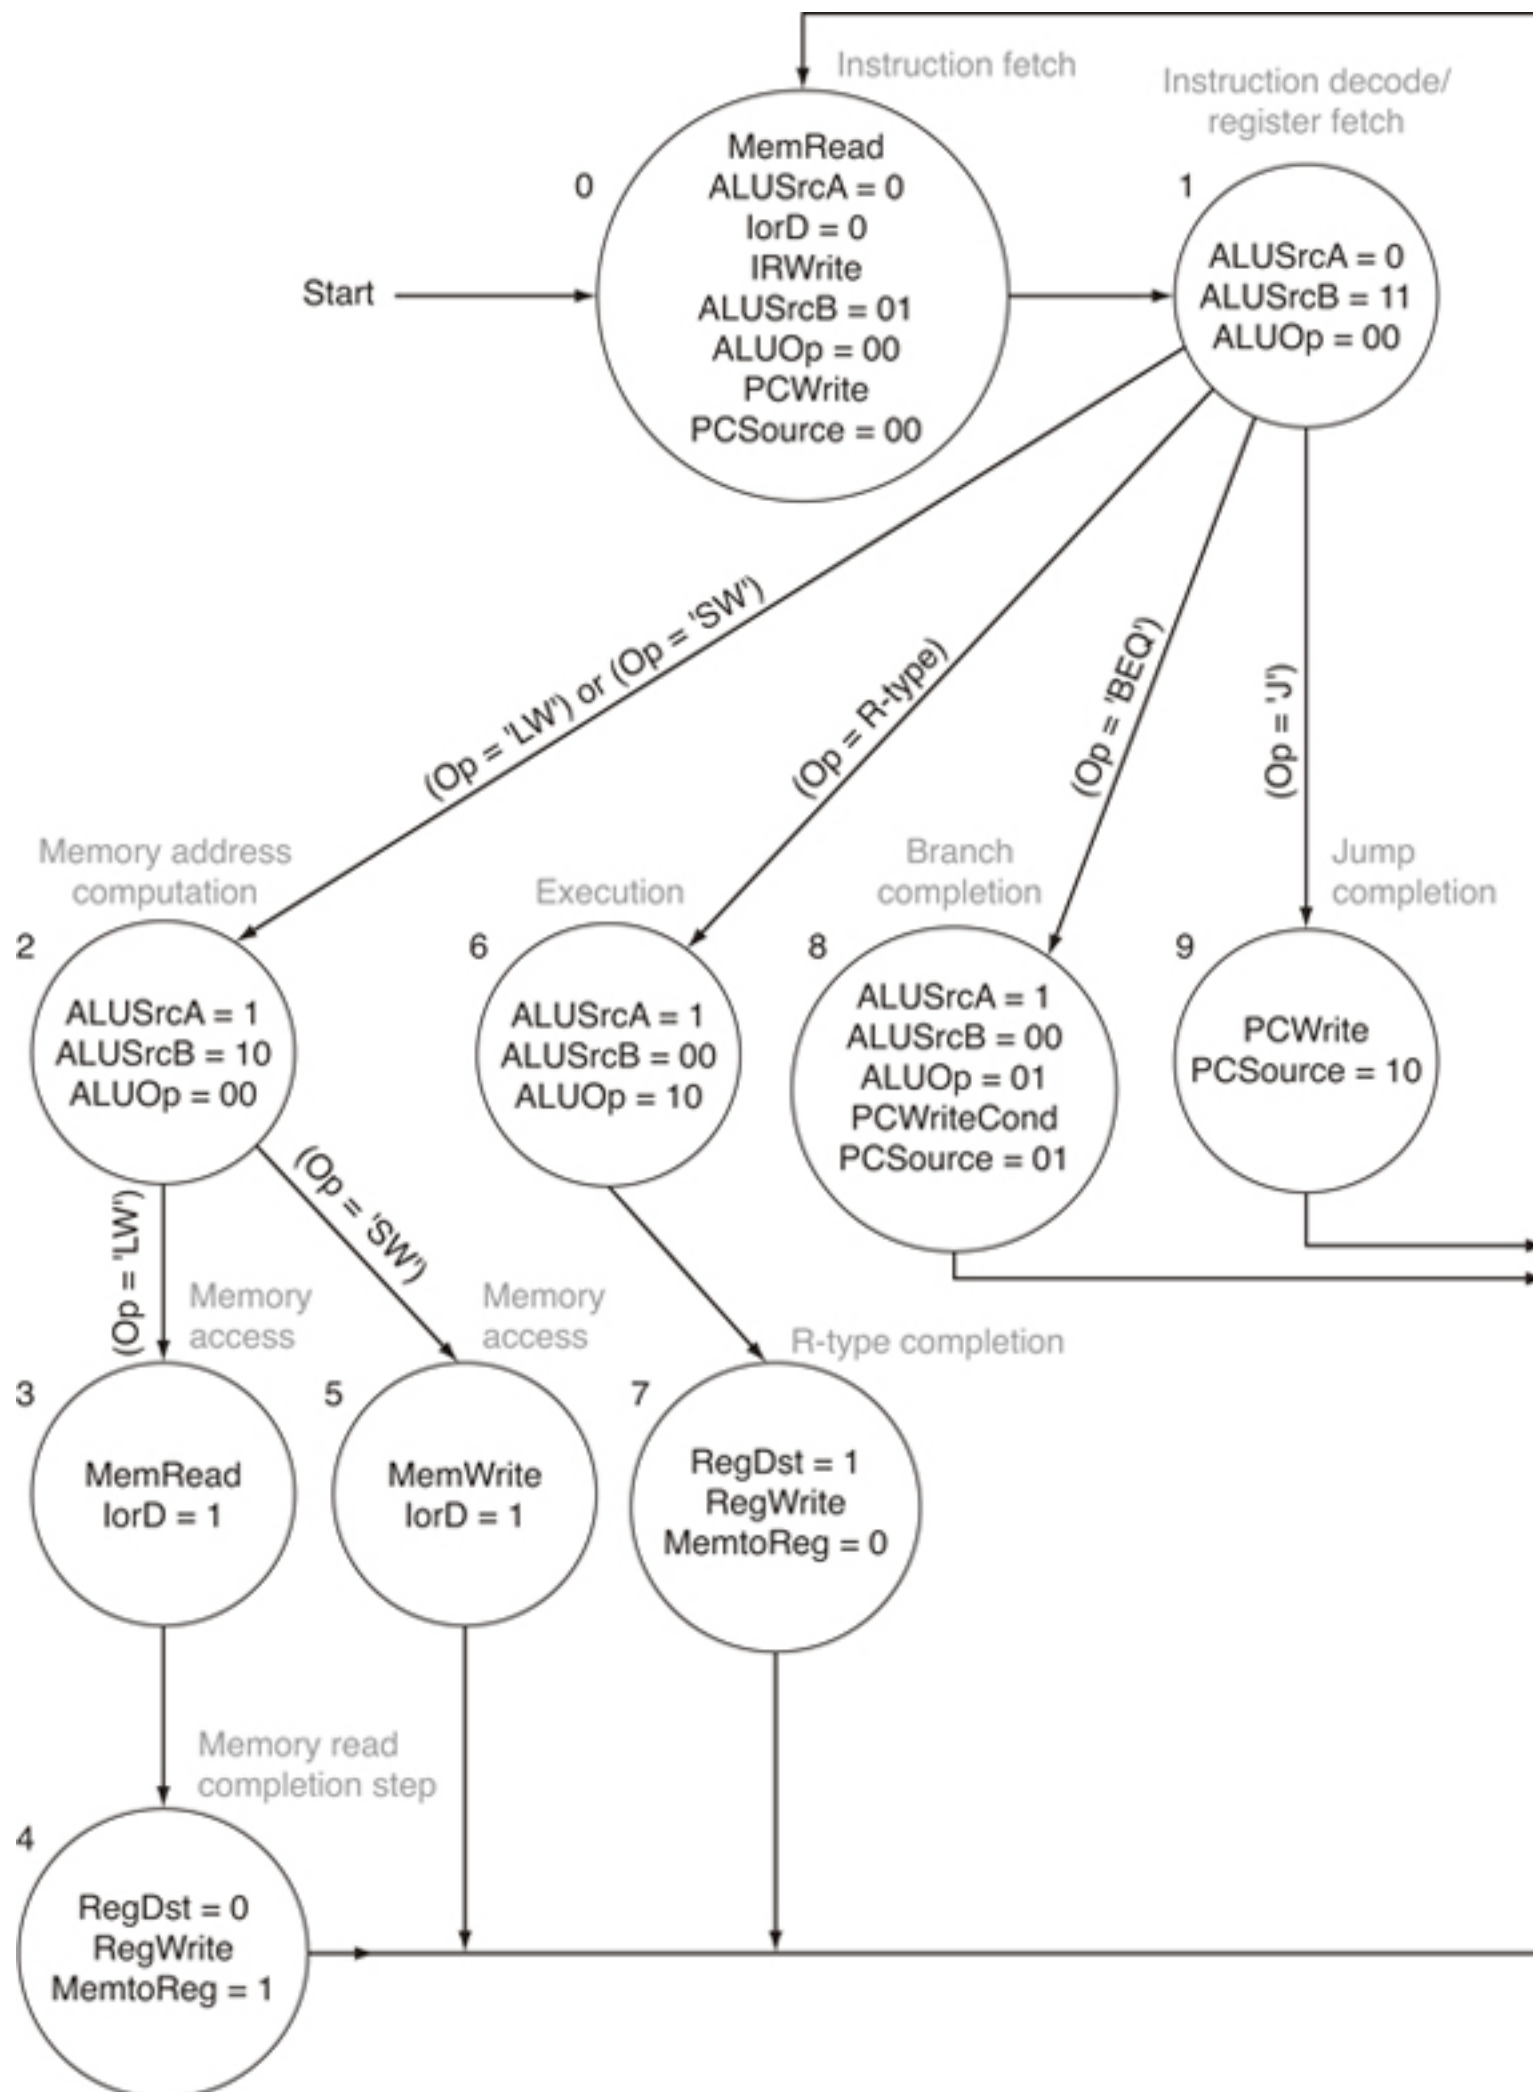 Instruction fetch
Instruction decode/
register fetch
0
MemRead
ALUSrcA = 0
IorD = 0
IRWrite
ALUSrcB = 01
ALUOp = 00
PCWrite
PCSource = 00
1
ALUSrcA = 0
ALUSrcB = 11
ALUOp = 00
Start
(Op = 'LW') or (Op = 'SW')
(Op = R-type)
(Op = 'BEQ')
(Op = 'J')
Memory address
computation
Execution
Branch
completion
Jump
completion
2
ALUSrcA = 1
ALUSrcB = 10
ALUOp = 00
6
ALUSrcA = 1
ALUSrcB = 00
ALUOp = 10
8
ALUSrcA = 1
ALUSrcB = 00
ALUOp = 01
PCWriteCond
PCSource = 01
9
PCWrite
PCSource = 10
(Op = 'LW')
(Op = 'SW')
Memory
access
Memory
access
R-type completion
3
MemRead
IorD = 1
5
MemWrite
IorD = 1
7
RegDst = 1
RegWrite
MemtoReg = 0
Memory read
completion step
4
RegDst = 0
RegWrite
MemtoReg = 1